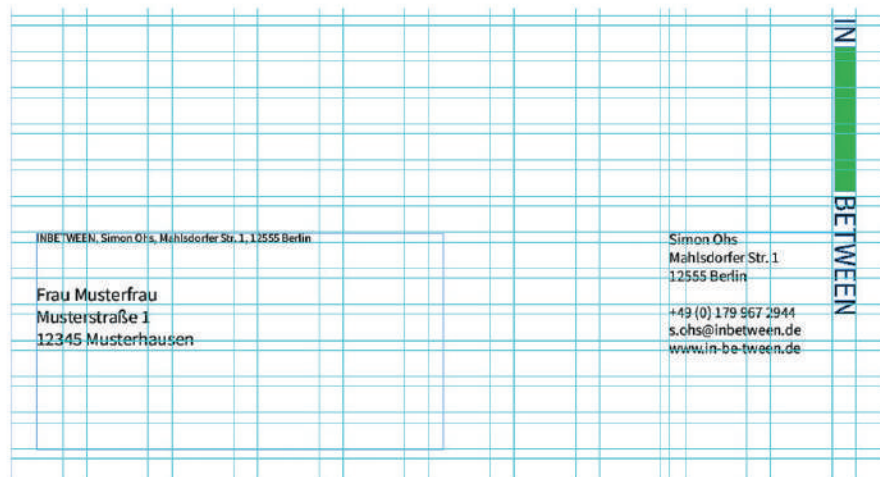 IN BETWEEN
INBETWEEN, Simon Ohs, Mahlsdorfer Str. 1, 12555 Berlin
Frau Musterfrau
Musterstraße 1
12345 Musterhausen
Simon Ohs
Mahlsdorfer Str. 1
12555 Berlin
+49 (0) 179 967 2944
s.ohs@inbetween.de
www.in-be-tween.de